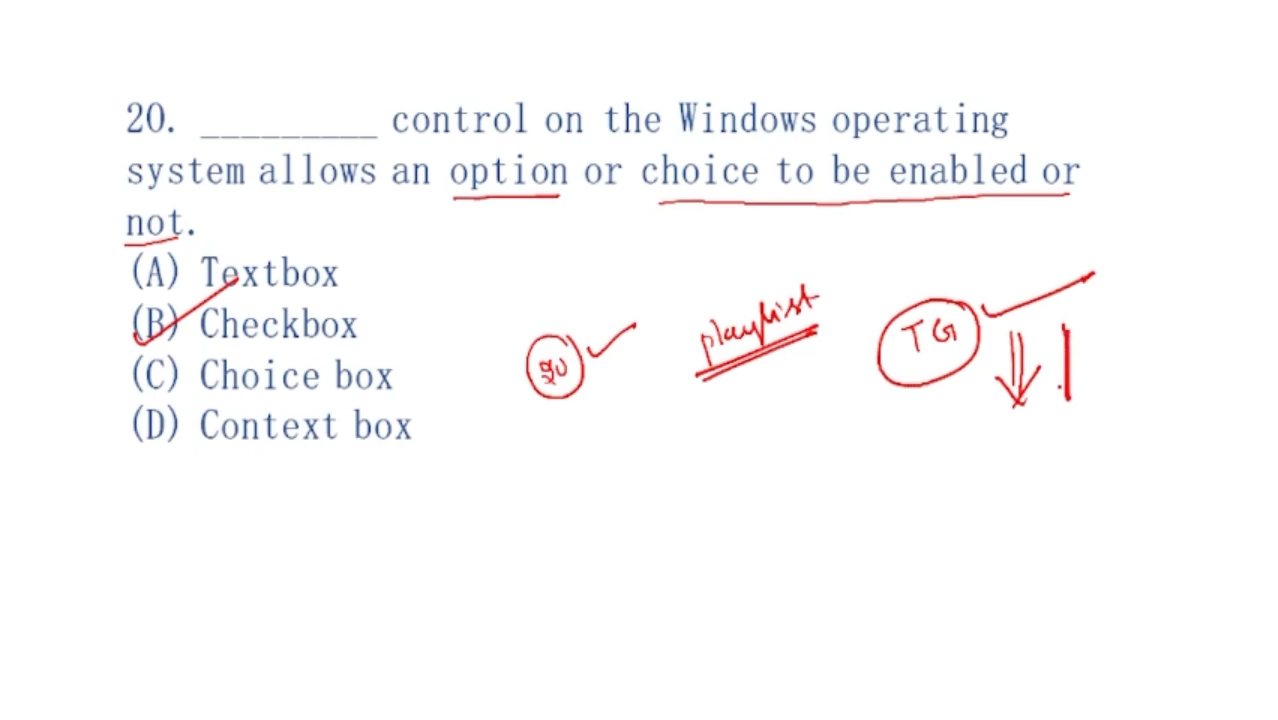 20. _________ control on the Windows operating
system allows an option or choice to be enabled or
not.
(A) Textbox
(B) Checkbox
(C) Choice box
(D) Context box
playlist
TG